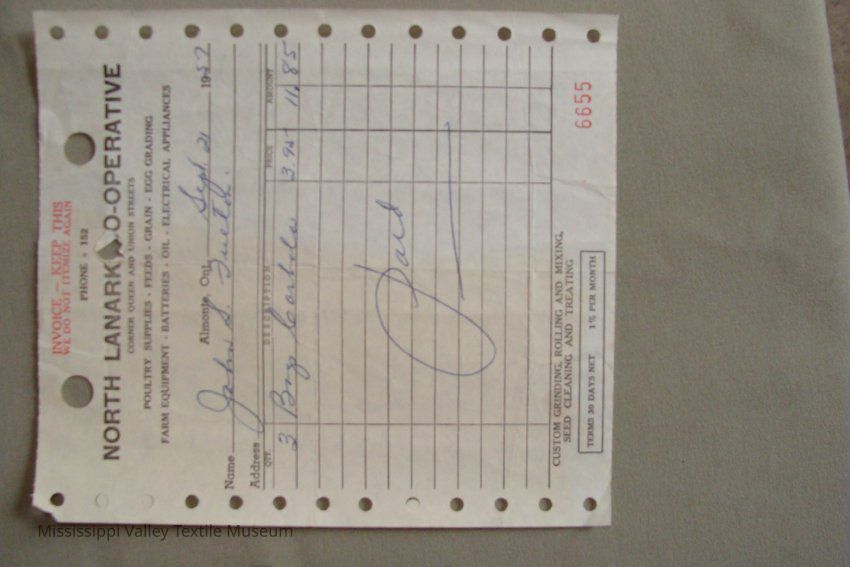 INVOICE — KEEP THIS
WE DO NOT ITEMIZE AGAIN
PHONE - 152
NORTH LANARK CO-OPERATIVE
CORNER QUEEN AND UNION STREETS
POULTRY SUPPLIES - FEEDS - GRAIN - EGG GRADING
FARM EQUIPMENT - BATTERIES - OIL - ELECTRICAL APPLIANCES
Almonte, Ont. Sept. 21 1957
Name John S.
Address
QTY. DESCRIPTION PRICE AMOUNT
3 Bags 3.95 11.85
Paid
CUSTOM GRINDING, ROLLING AND MIXING,
SEED CLEANING AND TREATING
TERMS 30 DAYS NET 1% PER MONTH
6655
Mississippi Valley Textile Museum